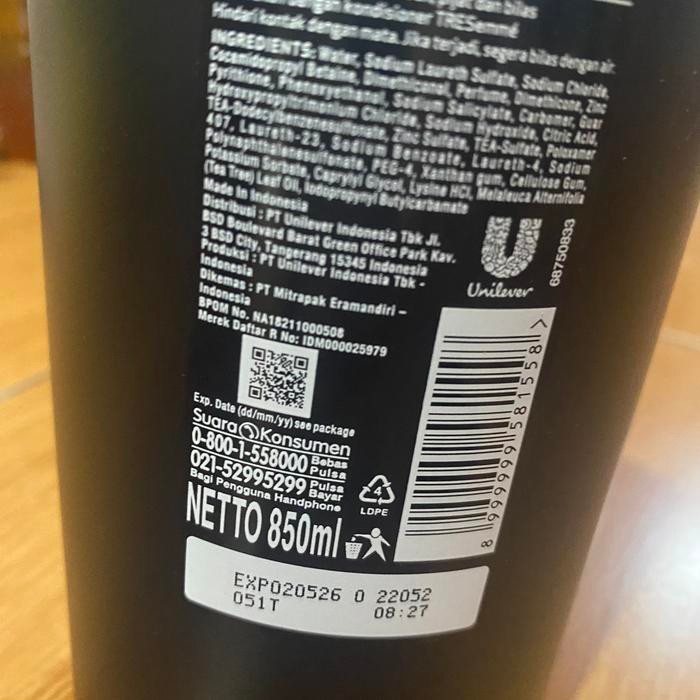 dengan kondisioner TRESemmé
Hindari kontak dengan mata. Jika terjadi, segera bilas dengan air.
INGREDIENTS: Water, Sodium Laureth Sulfate, Sodium Chloride,
Cocamidopropyl Betaine, Dimethiconol, Perfume, Dimethicone, Zinc
Pyrithione, Phenoxyethanol, Sodium Salicylate, Carbomer, Guar
Hydroxypropyltrimonium Chloride, Sodium Hydroxide, Citric Acid,
TEA-Dodecylbenzenesulfonate, Zinc Sulfate, TEA-Sulfate, Poloxamer
407, Laureth-23, Sodium Benzoate, Laureth-4, Sodium
Polynaphthalenesulfonate, PEG-4, Xanthan gum, Cellulose Gum,
Potassium Sorbate, Caprylyl Glycol, Lysine HCl, Melaleuca Alternifolia
(Tea Tree) Leaf Oil, Iodopropynyl Butylcarbamate
Made In Indonesia
Distribusi : PT Unilever Indonesia Tbk Jl.
BSD Boulevard Barat Green Office Park Kav.
3 BSD City, Tangerang 15345 Indonesia
Produksi : PT Unilever Indonesia Tbk -
Indonesia
Dikemas : PT Mitrapak Eramandiri –
Indonesia
BPOM No. NA18211000508
Merek Daftar R No: IDM000025979
Unilever
68750833
Exp. Date (dd/mm/yy) see package
Suara Konsumen
0-800-1-558000 Bebas Pulsa
021-52995299 Pulsa Bayar
Bagi Pengguna Handphone
NETTO 850ml
4
LDPE
8 999999 581558 >
EXP020526 0 22052
051T 08:27